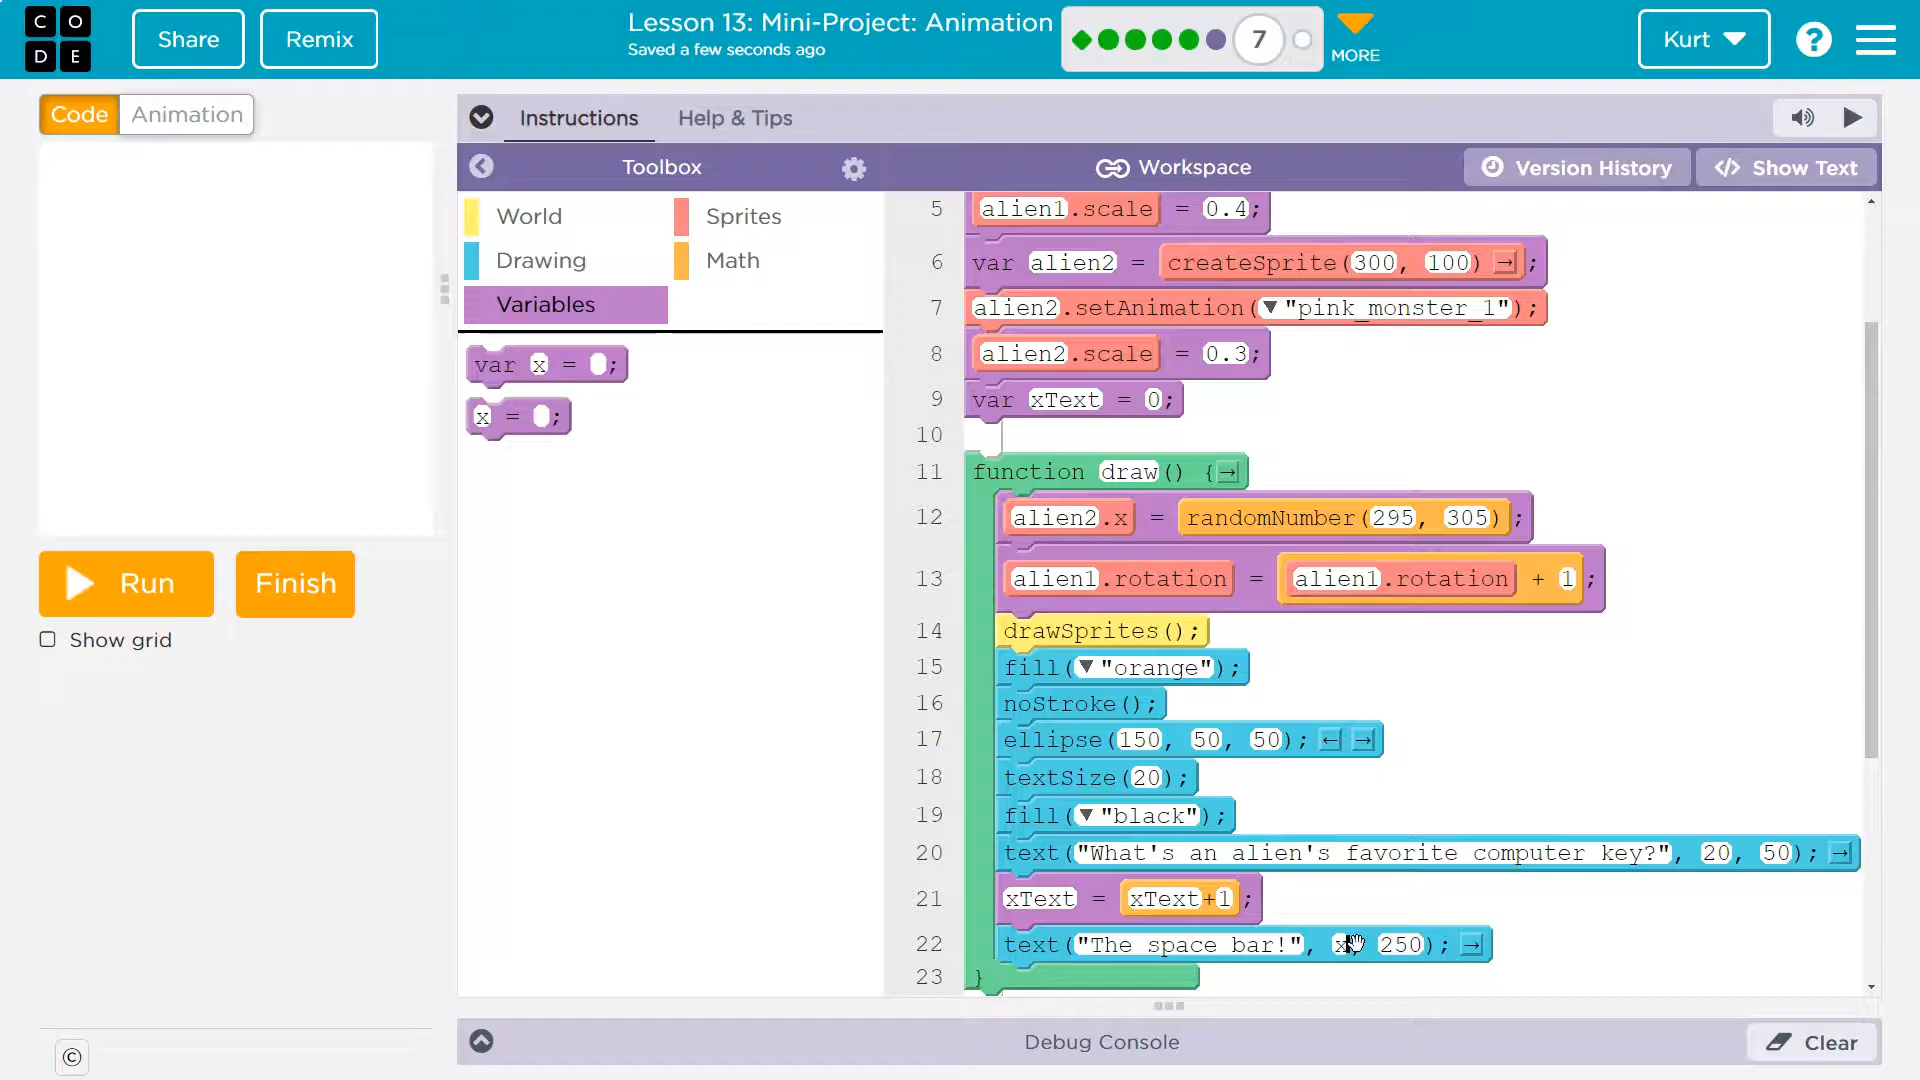 CODE
Share
Remix
Lesson 13: Mini-Project: Animation
Saved a few seconds ago
7
MORE
Kurt
?
Code
Animation
Instructions
Help & Tips
Toolbox
Workspace
Version History
</> Show Text
World
Sprites
Drawing
Math
Variables
var x = ;
x = ;
5 alien1.scale = 0.4;
6 var alien2 = createSprite(300, 100) → ;
7 alien2.setAnimation(▼ "pink_monster_1");
8 alien2.scale = 0.3;
9 var xText = 0;
10
11 function draw() { →
12 alien2.x = randomNumber(295, 305) ;
13 alien1.rotation = alien1.rotation + 1 ;
14 drawSprites();
15 fill(▼ "orange");
16 noStroke();
17 ellipse(150, 50, 50); ← →
18 textSize(20);
19 fill(▼ "black");
20 text("What's an alien's favorite computer key?", 20, 50); →
21 xText = xText+1 ;
22 text("The space bar!", x, 250); →
23 }
Run
Finish
Show grid
©
Debug Console
Clear